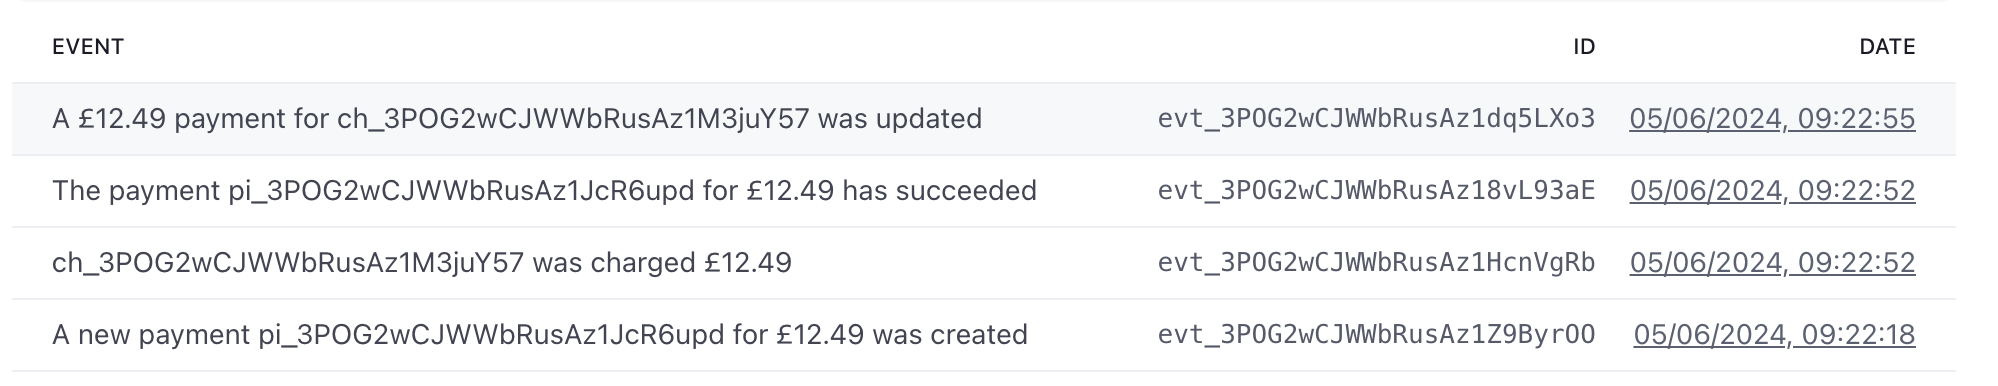 EVENT ID DATE
A £12.49 payment for ch_3POG2wCJWWbRusAz1M3juY57 was updated evt_3POG2wCJWWbRusAz1dq5LXo3 05/06/2024, 09:22:55
The payment pi_3POG2wCJWWbRusAz1JcR6upd for £12.49 has succeeded evt_3POG2wCJWWbRusAz18vL93aE 05/06/2024, 09:22:52
ch_3POG2wCJWWbRusAz1M3juY57 was charged £12.49 evt_3POG2wCJWWbRusAz1HcnVgRb 05/06/2024, 09:22:52
A new payment pi_3POG2wCJWWbRusAz1JcR6upd for £12.49 was created evt_3POG2wCJWWbRusAz1Z9ByrOO 05/06/2024, 09:22:18